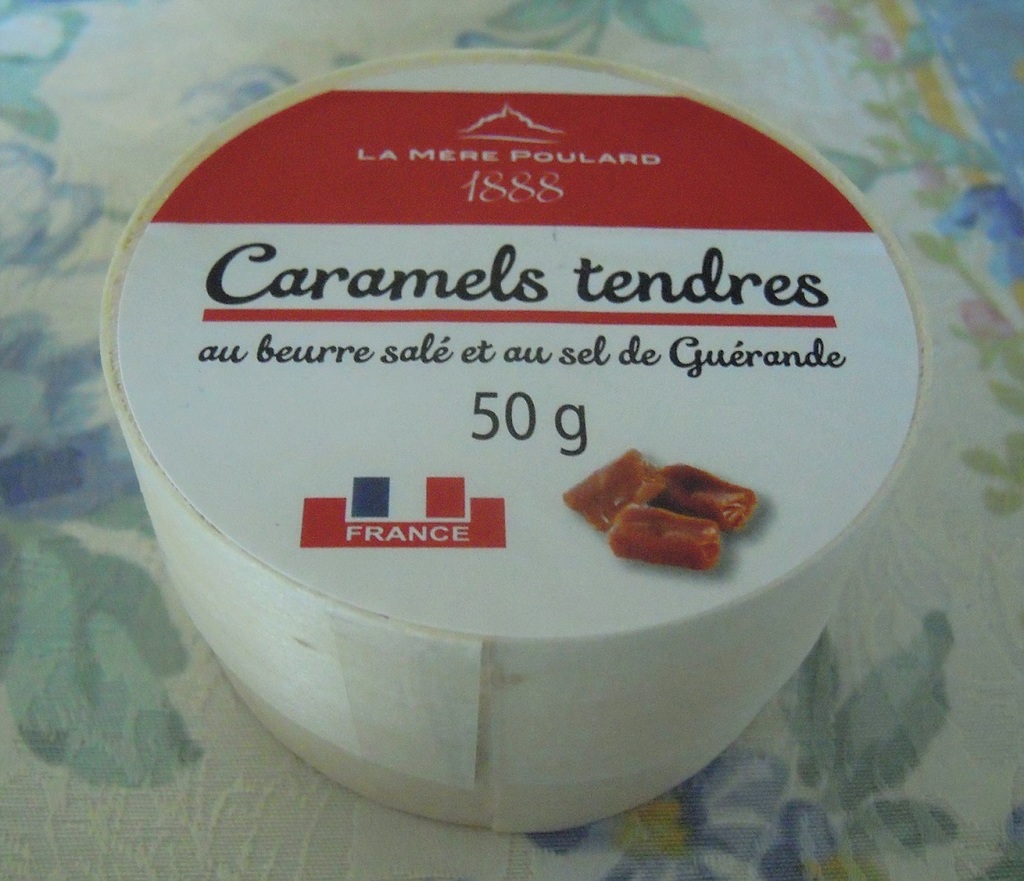 LA MÈRE POULARD
1888
Caramels tendres
au beurre salé et au sel de Guérande
50 g
FRANCE